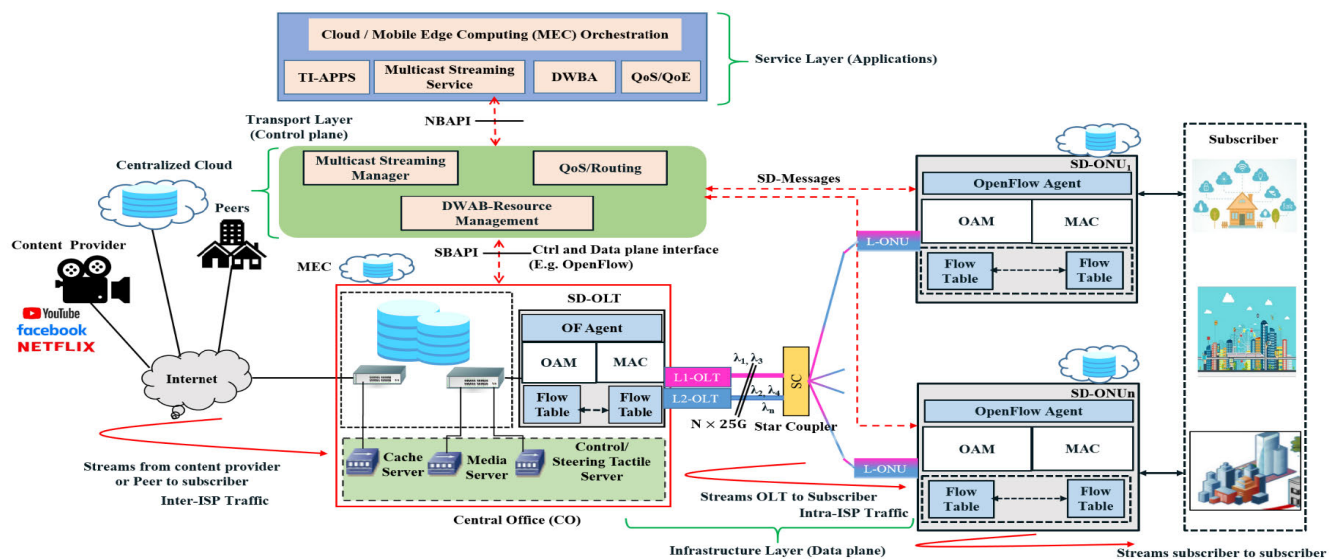 Cloud / Mobile Edge Computing (MEC) Orchestration
TI-APPS
Multicast Streaming
Service
DWBA
QoS/QoE
Service Layer (Applications)
NBAPI
Transport Layer
(Control plane)
Multicast Streaming
Manager
QoS/Routing
DWAB-Resource
Management
SD-Messages
Centralized Cloud
Peers
Content Provider
YouTube
facebook
NETFLIX
Internet
SBAPI
Ctrl and Data plane interface
(E.g. OpenFlow)
MEC
SD-OLT
OF Agent
OAM
MAC
Flow
Table
Flow
Table
Cache
Server
Media
Server
Control/
Steering Tactile
Server
Central Office (CO)
L1-OLT
L2-OLT
λ1, λ3
λ2, λ4
λn
N × 25G
SC
Star Coupler
L-ONU
L-ONU
SD-ONU1
OpenFlow Agent
OAM
MAC
Flow
Table
Flow
Table
SD-ONUn
OpenFlow Agent
OAM
MAC
Flow
Table
Flow
Table
Subscriber
Streams from content provider
or Peer to subscriber
Inter-ISP Traffic
Streams OLT to Subscriber
Intra-ISP Traffic
Infrastructure Layer (Data plane)
Streams subscriber to subscriber